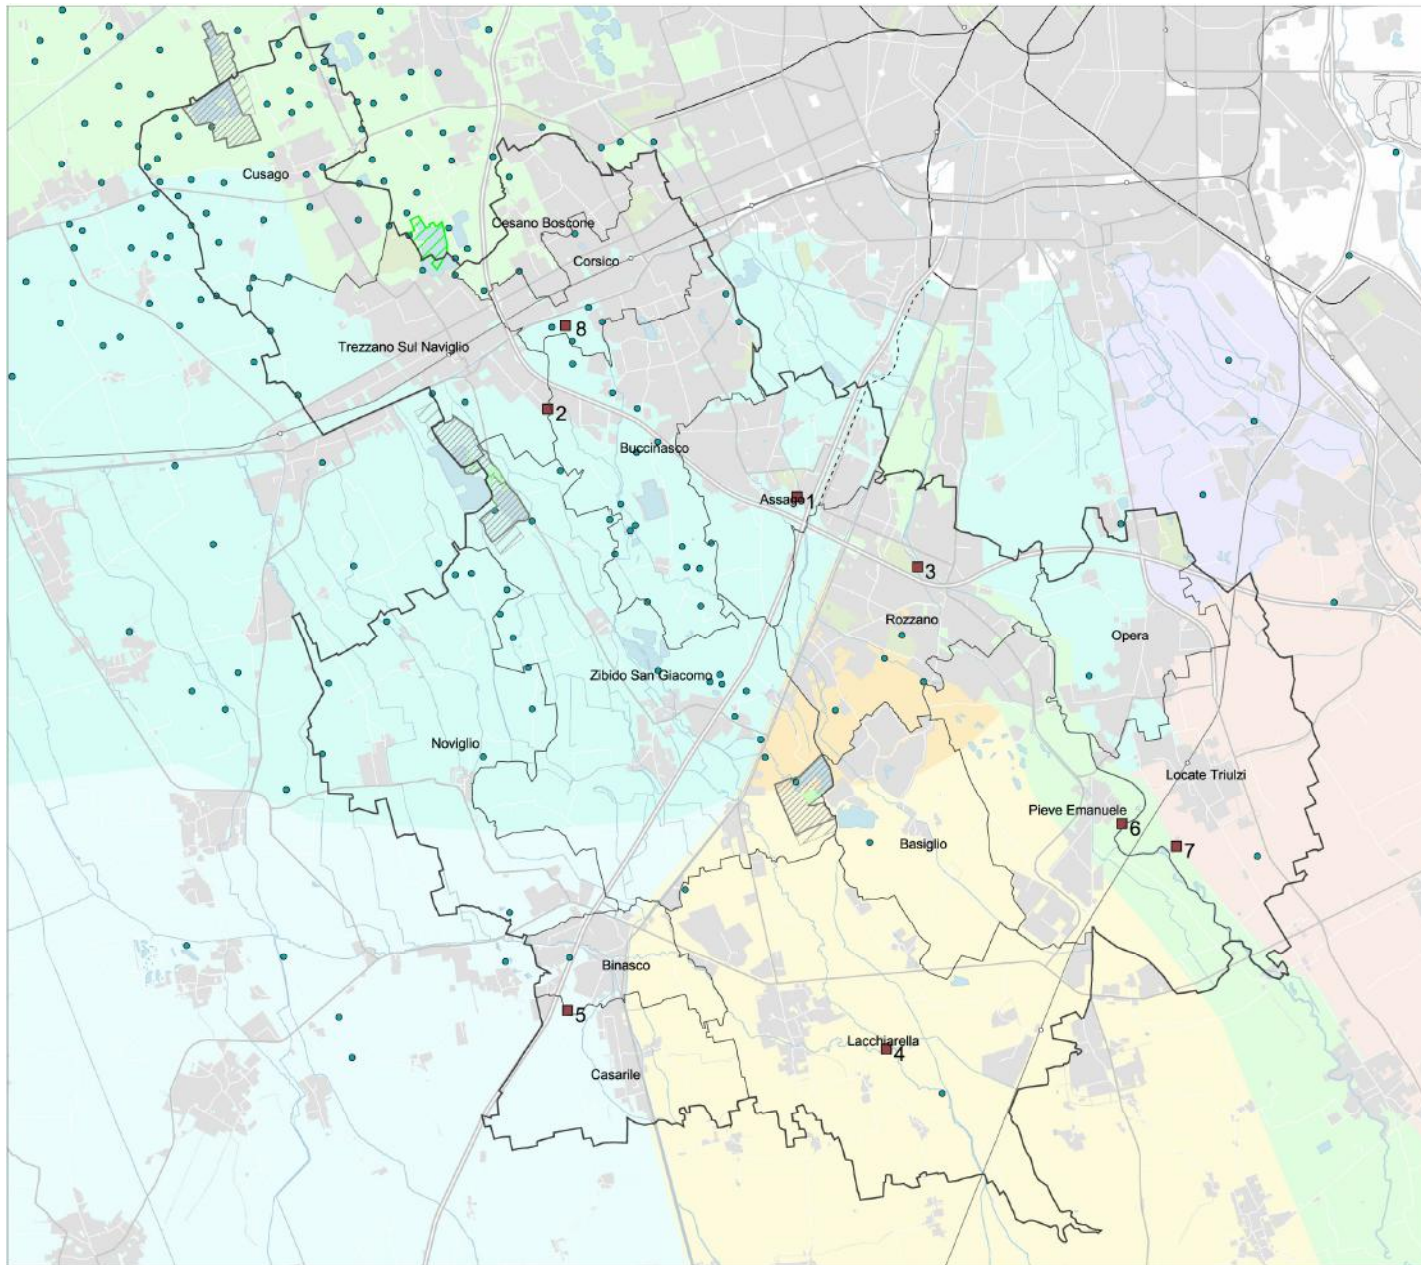 Cusago
Cesano Boscone
Corsico
8
Trezzano Sul Naviglio
2
Buccinasco
Assago
1
3
Rozzano
Opera
Zibido San Giacomo
Noviglio
Locate Triulzi
Pieve Emanuele
6
Basiglio
7
Binasco
5
Lacchiarella
4
Casarile